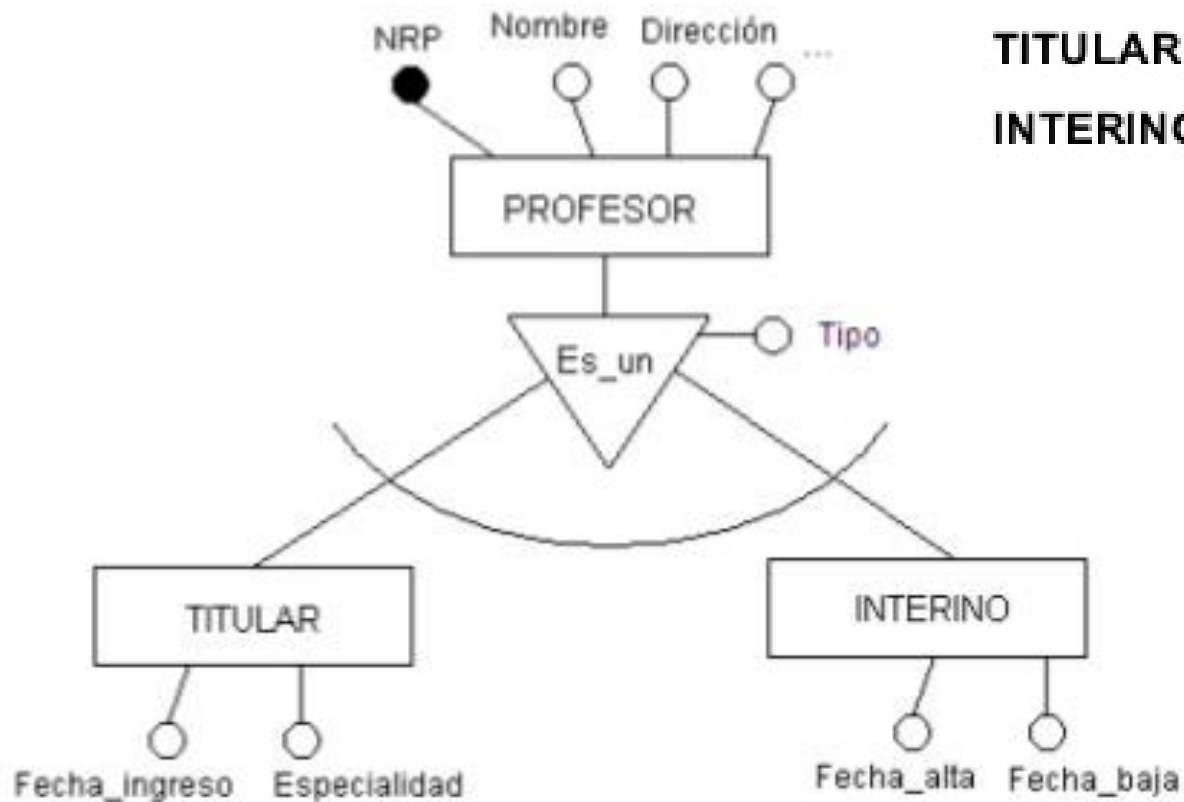 NRP Nombre Dirección ...
TITULAR
INTERINO
PROFESOR
Es_un Tipo
TITULAR INTERINO
Fecha_ingreso Especialidad Fecha_alta Fecha_baja